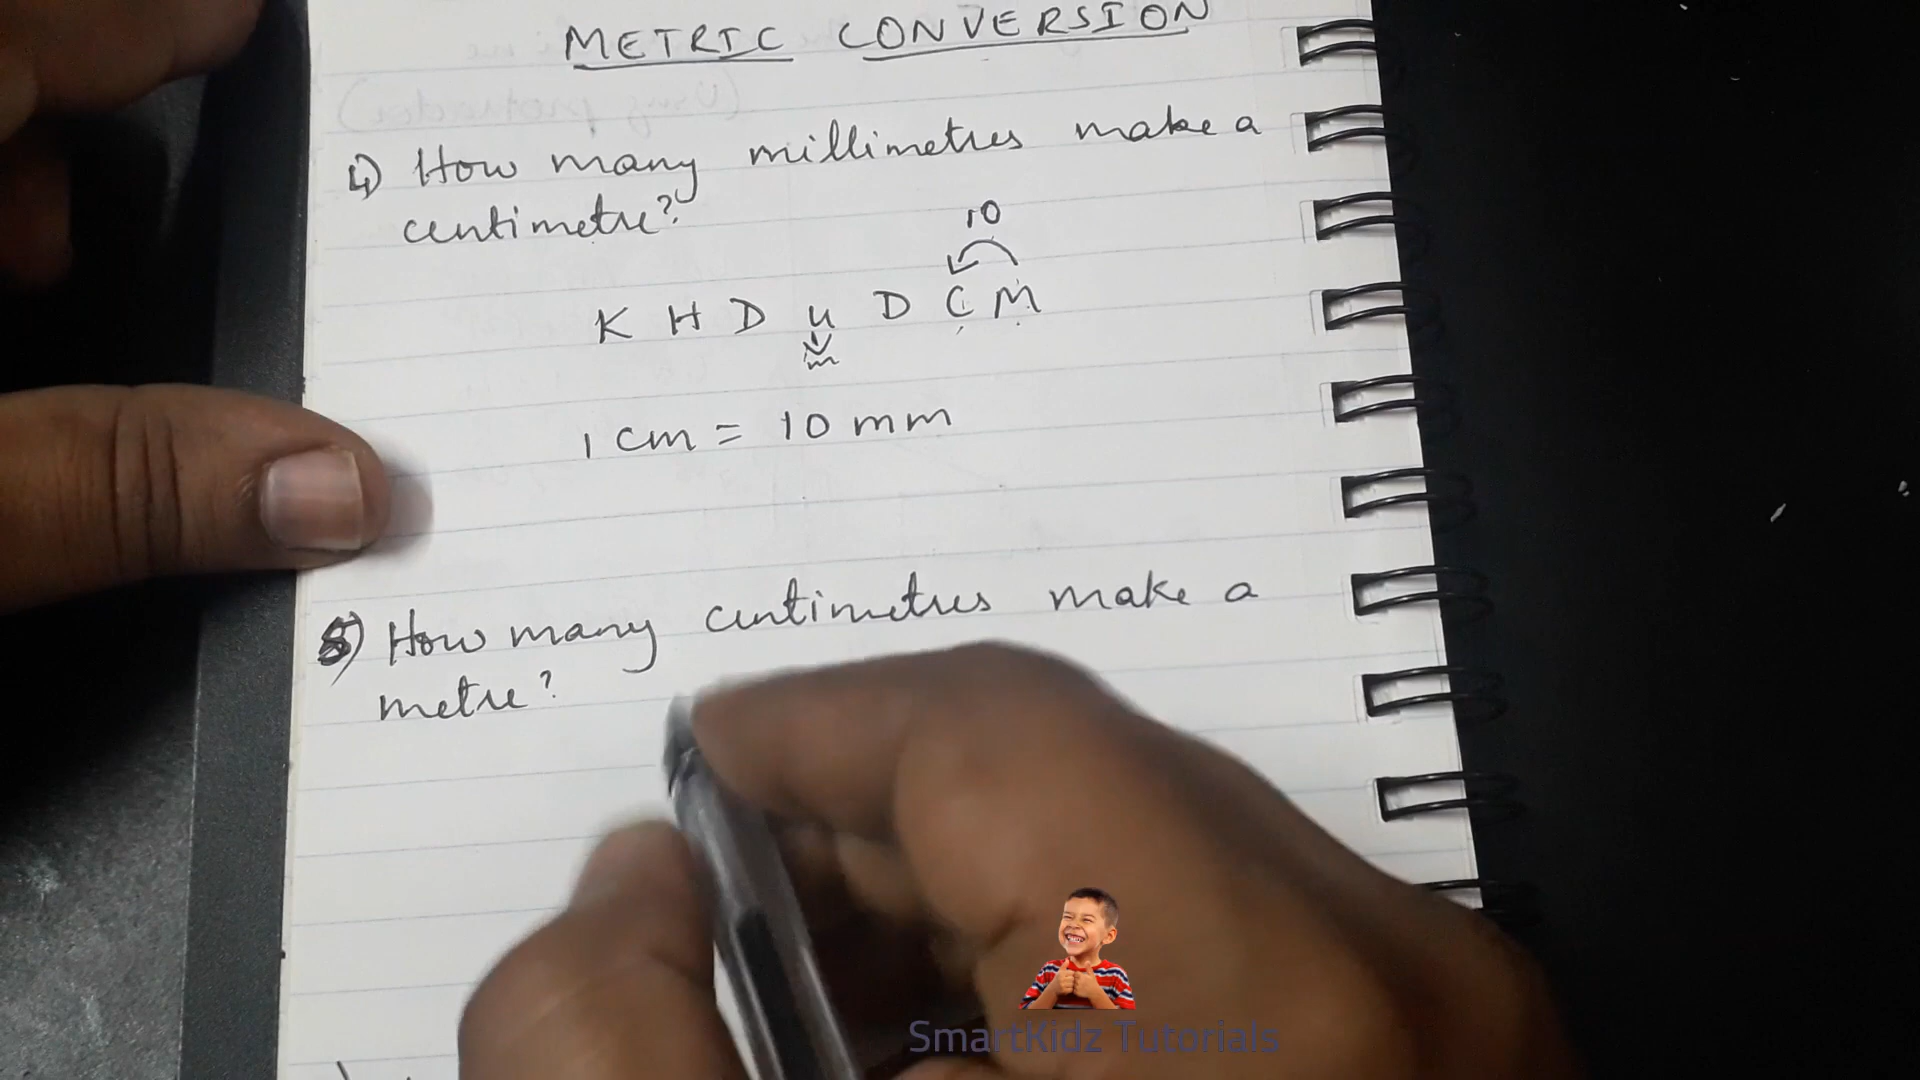 METRIC CONVERSION
4) How many millimetres make a
centimetre?
10
K H D u D C M
m
1 cm = 10 mm
5) How many centimetres make a
metre?
SmartKidz Tutorials